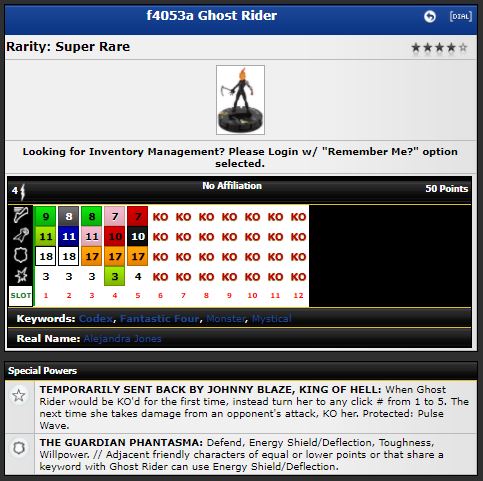 f4053a Ghost Rider
[DIAL]
Rarity: Super Rare
Looking for Inventory Management? Please Login w/ "Remember Me?" option
selected.
4 No Affiliation 50 Points
9 8 8 7 7 KO KO KO KO KO KO KO
11 11 11 10 10 KO KO KO KO KO KO KO
18 18 17 17 17 KO KO KO KO KO KO KO
3 3 3 3 4 KO KO KO KO KO KO KO
SLOT 1 2 3 4 5 6 7 8 9 10 11 12
Keywords: Codex, Fantastic Four, Monster, Mystical
Real Name: Alejandra Jones
Special Powers
TEMPORARILY SENT BACK BY JOHNNY BLAZE, KING OF HELL: When Ghost
Rider would be KO'd for the first time, instead turn her to any click # from 1 to 5. The
next time she takes damage from an opponent's attack, KO her. Protected: Pulse
Wave.
THE GUARDIAN PHANTASMA: Defend, Energy Shield/Deflection, Toughness,
Willpower. // Adjacent friendly characters of equal or lower points or that share a
keyword with Ghost Rider can use Energy Shield/Deflection.